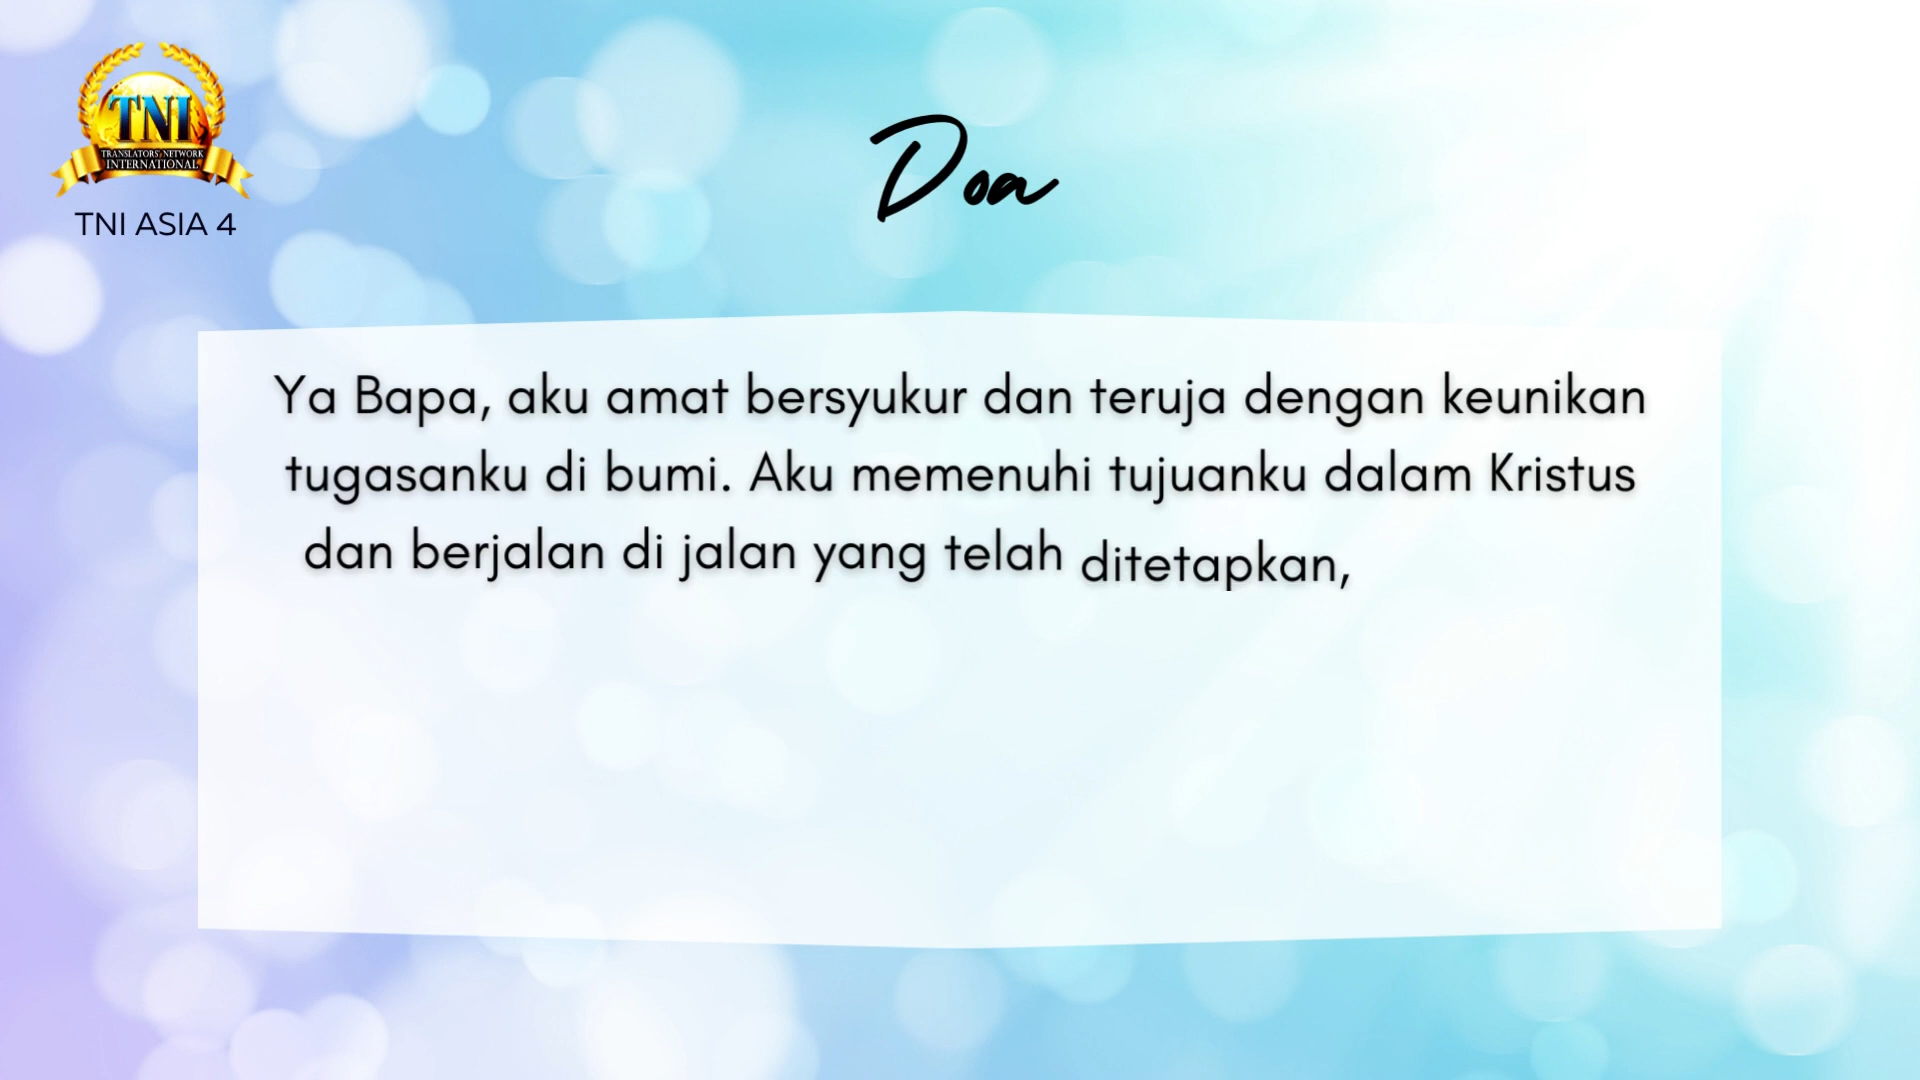 TNI
TRANSLATORS NETWORK
INTERNATIONAL
TNI ASIA 4
Doa
Ya Bapa, aku amat bersyukur dan teruja dengan keunikan
tugasanku di bumi. Aku memenuhi tujuanku dalam Kristus
dan berjalan di jalan yang telah ditetapkan,